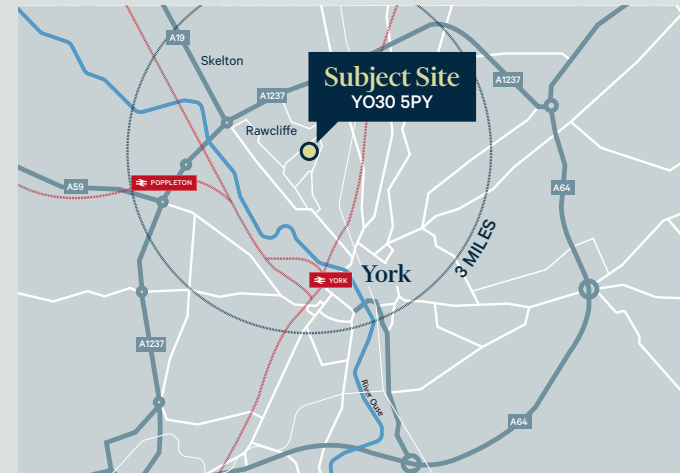 A19
Skelton
A1237
Subject Site
YO30 5PY
A1237
Rawcliffe
A59
POPPLETON
A64
3 MILES
York
YORK
A1237
River Ouse
A64